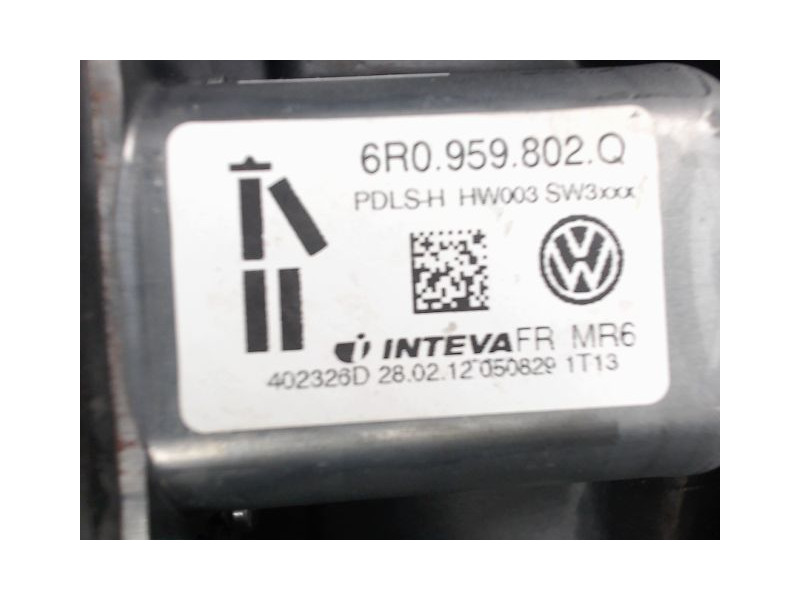 6R0.959.802.Q
PDLS-H HW003 SW3xxx
INTEVA FR MR6
402326D 28.02.12 050829 1T13